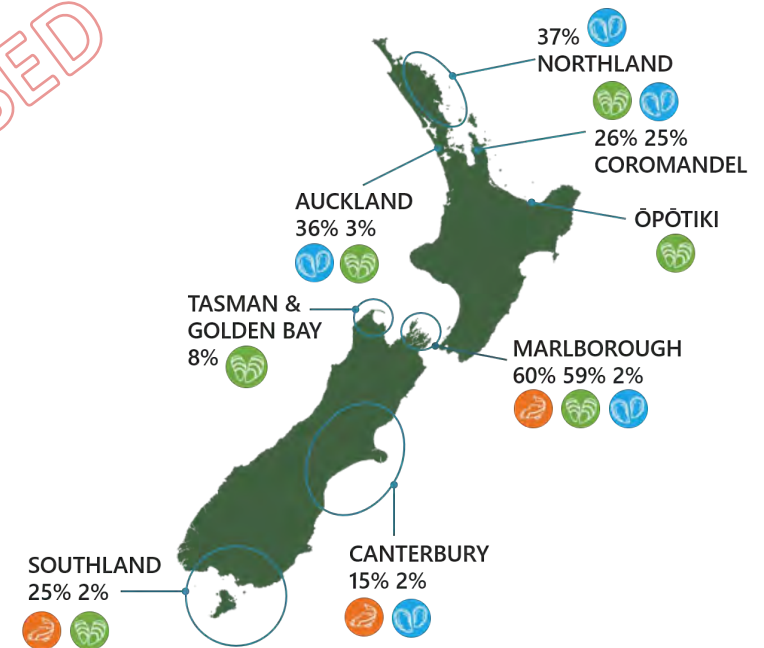 SED
37%
NORTHLAND
26% 25%
COROMANDEL
AUCKLAND
36% 3%
ŌPŌTIKI
TASMAN &
GOLDEN BAY
8%
MARLBOROUGH
60% 59% 2%
CANTERBURY
15% 2%
SOUTHLAND
25% 2%